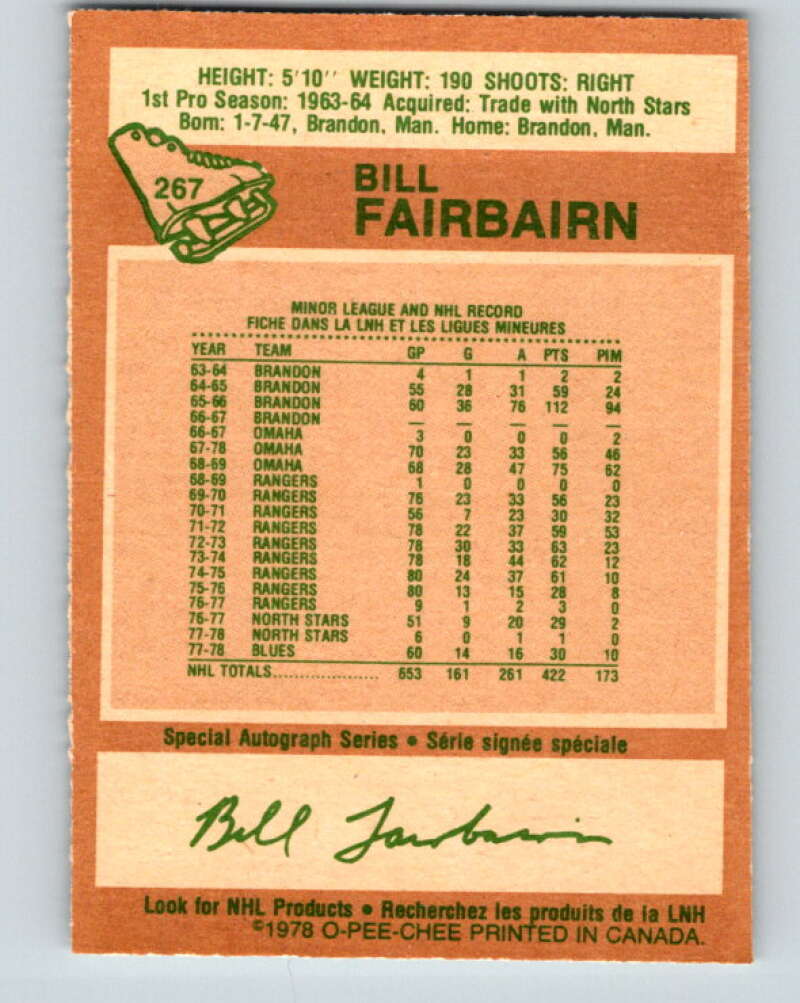 HEIGHT: 5'10'' WEIGHT: 190 SHOOTS: RIGHT
1st Pro Season: 1963-64 Acquired: Trade with North Stars
Born: 1-7-47, Brandon, Man. Home: Brandon, Man.
267
BILL
FAIRBAIRN
MINOR LEAGUE AND NHL RECORD
FICHE DANS LA LNH ET LES LIGUES MINEURES
YEAR TEAM GP G A PTS PIM
63-64 BRANDON 4 1 1 2 2
64-65 BRANDON 55 28 31 59 24
65-66 BRANDON 60 36 76 112 94
66-67 BRANDON — — — — —
66-67 OMAHA 3 0 0 0 2
67-78 OMAHA 70 23 33 56 46
68-69 OMAHA 68 28 47 75 62
68-69 RANGERS 1 0 0 0 0
69-70 RANGERS 76 23 33 56 23
70-71 RANGERS 56 7 23 30 32
71-72 RANGERS 78 22 37 59 53
72-73 RANGERS 78 30 33 63 23
73-74 RANGERS 78 18 44 62 12
74-75 RANGERS 80 24 37 61 10
75-76 RANGERS 80 13 15 28 8
76-77 RANGERS 9 1 2 3 0
76-77 NORTH STARS 51 9 20 29 2
77-78 NORTH STARS 6 0 1 1 0
77-78 BLUES 60 14 16 30 10
NHL TOTALS.................... 653 161 261 422 173
Special Autograph Series • Série signée spéciale
Bill Fairbairn
Look for NHL Products • Recherchez les produits de la LNH
©1978 O-PEE-CHEE PRINTED IN CANADA.